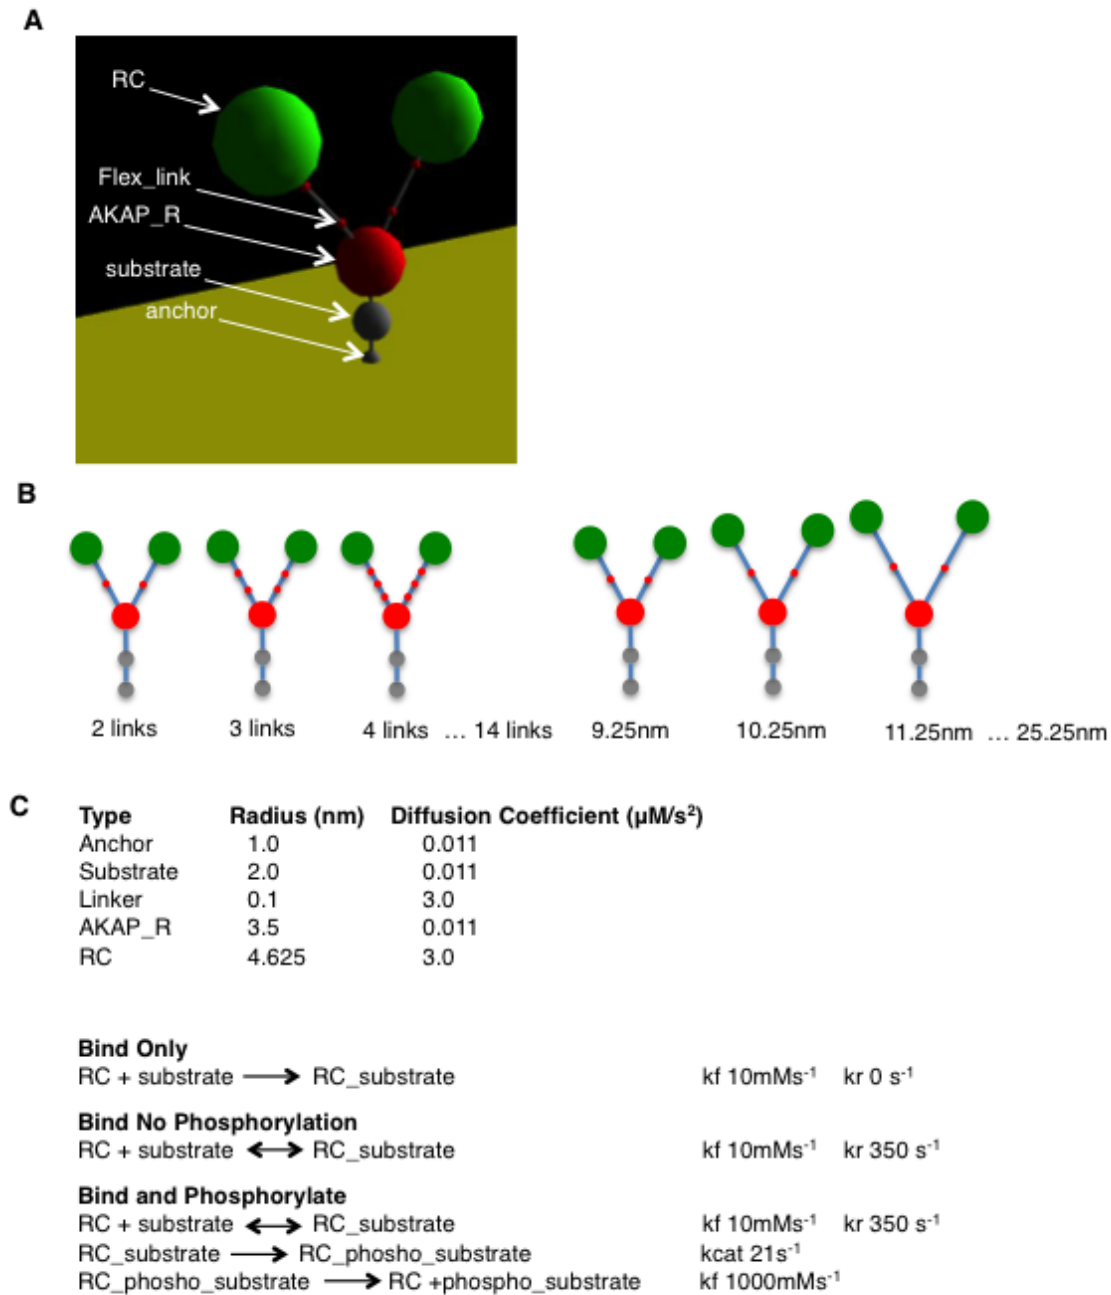 A
RC
Flex_link
AKAP_R
substrate
anchor
B
2 links 3 links 4 links ... 14 links 9.25nm 10.25nm 11.25nm ... 25.25nm
C
Type Radius (nm) Diffusion Coefficient (µM/s²)
Anchor 1.0 0.011
Substrate 2.0 0.011
Linker 0.1 3.0
AKAP_R 3.5 0.011
RC 4.625 3.0
Bind Only
RC + substrate → RC_substrate kf 10mMs⁻¹ kr 0 s⁻¹
Bind No Phosphorylation
RC + substrate ↔ RC_substrate kf 10mMs⁻¹ kr 350 s⁻¹
Bind and Phosphorylate
RC + substrate ↔ RC_substrate kf 10mMs⁻¹ kr 350 s⁻¹
RC_substrate → RC_phosho_substrate kcat 21s⁻¹
RC_phosho_substrate → RC +phospho_substrate kf 1000mMs⁻¹